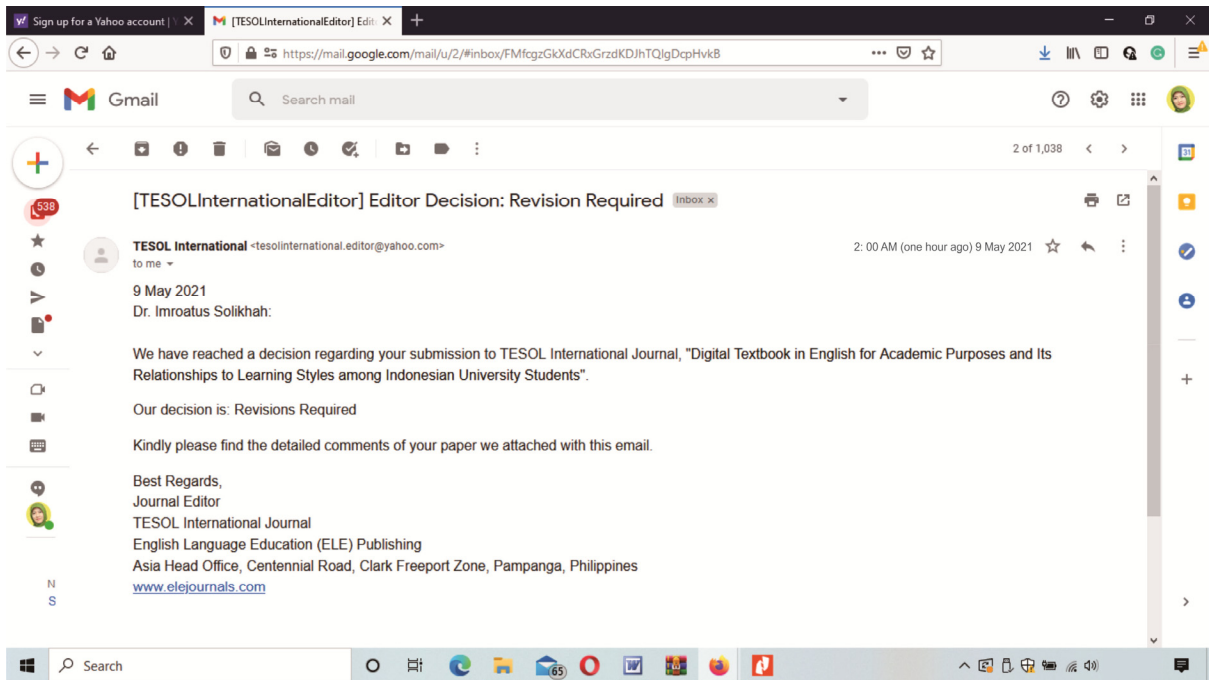 Sign up for a Yahoo account | Y
[TESOLInternationalEditor] Edito
https://mail.google.com/mail/u/2/#inbox/FMfcgzGkXdCRxGrzdKDJhTQlgDcpHvkB
Gmail
Search mail
2 of 1,038
31
538
[TESOLInternationalEditor] Editor Decision: Revision Required Inbox x
TESOL International <tesolinternational.editor@yahoo.com>
2: 00 AM (one hour ago) 9 May 2021
to me
9 May 2021
Dr. Imroatus Solikhah:
We have reached a decision regarding your submission to TESOL International Journal, "Digital Textbook in English for Academic Purposes and Its
Relationships to Learning Styles among Indonesian University Students".
Our decision is: Revisions Required
Kindly please find the detailed comments of your paper we attached with this email.
Best Regards,
Journal Editor
TESOL International Journal
English Language Education (ELE) Publishing
Asia Head Office, Centennial Road, Clark Freeport Zone, Pampanga, Philippines
www.elejournals.com
N
S
Search
65